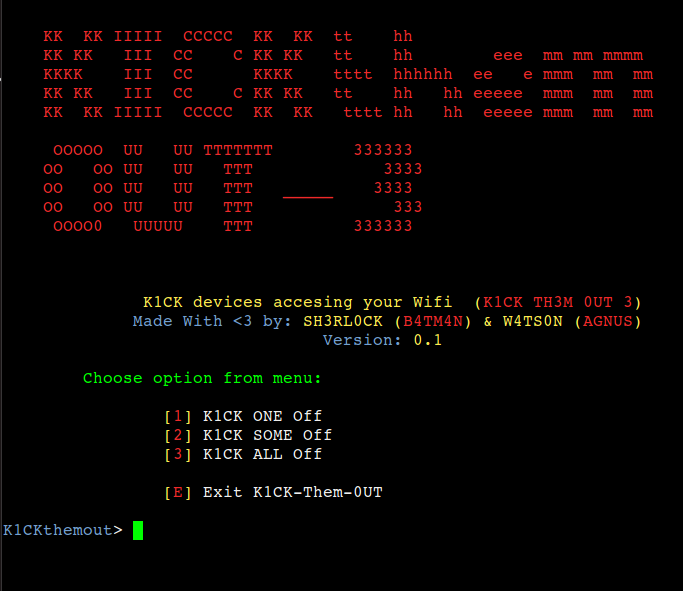 KK  KK IIIII  CCCCC  KK  KK  tt    hh
KK KK   III  CC    C KK KK   tt    hh        eee  mm mm mmmm
KKKK    III  CC      KKKK    tttt  hhhhhh  ee   e mmm  mm  mm
KK KK   III  CC    C KK KK   tt    hh   hh eeeee  mmm  mm  mm
KK  KK IIIII  CCCCC  KK  KK   tttt hh   hh  eeeee mmm  mm  mm
OOOOO  UU   UU TTTTTTT        333333
OO   OO UU   UU   TTT             3333
OO   OO UU   UU   TTT   _____    3333
OO   OO UU   UU   TTT              333
OOOO0   UUUUU    TTT          333333
K1CK devices accesing your Wifi  (K1CK TH3M 0UT 3)
Made With <3 by: SH3RL0CK (B4TM4N) & W4TS0N (AGNUS)
Version: 0.1
Choose option from menu:
[1] K1CK ONE Off
[2] K1CK SOME Off
[3] K1CK ALL Off
[E] Exit K1CK-Them-0UT
K1CKthemout>